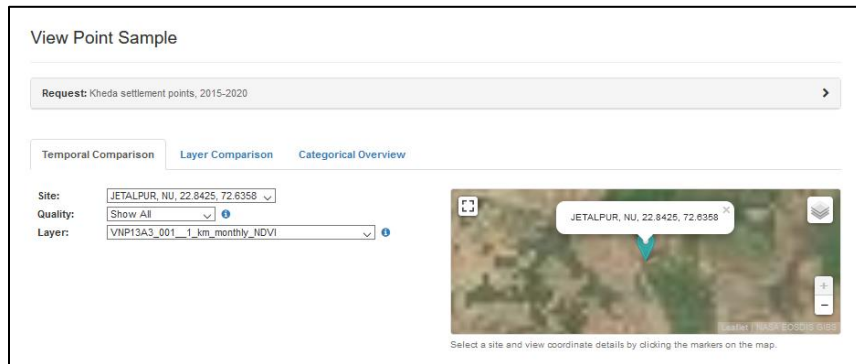 View Point Sample
Request: Kheda settlement points, 2015-2020
Temporal Comparison Layer Comparison Categorical Overview
Site: JETALPUR, NU, 22.8425, 72.6358
Quality: Show All
Layer: VNP13A3_001__1_km_monthly_NDVI
JETALPUR, NU, 22.8425, 72.6358 ×
+
−
Leaflet | NASA EOSDIS GIBS
Select a site and view coordinate details by clicking the markers on the map.